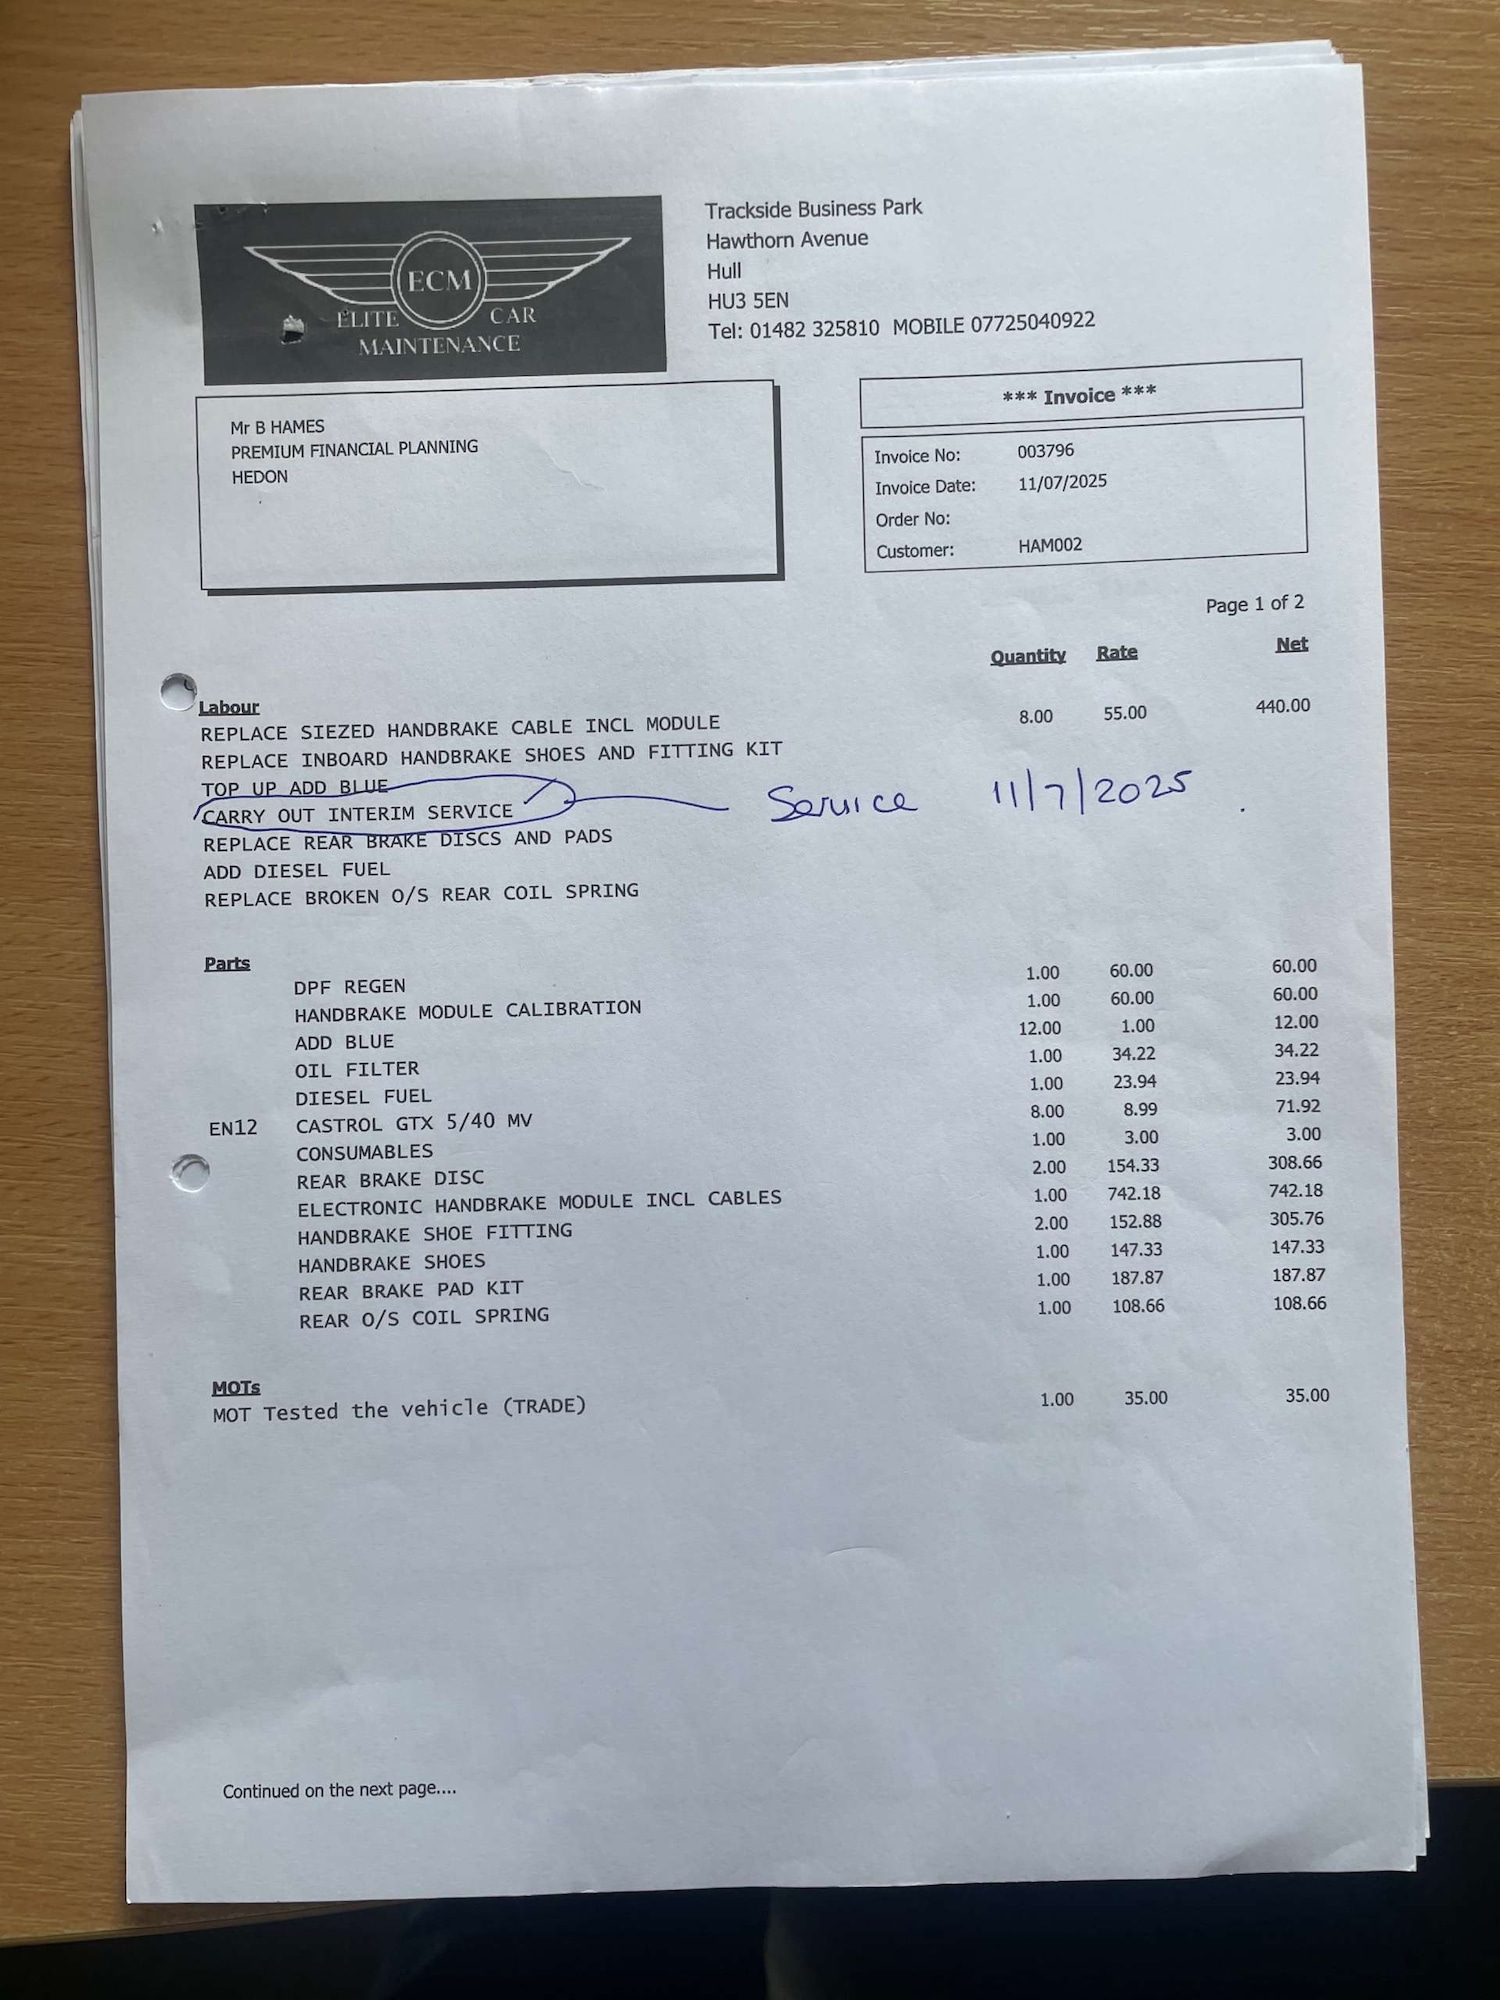 ECM
ELITE CAR
MAINTENANCE
Trackside Business Park
Hawthorn Avenue
Hull
HU3 5EN
Tel: 01482 325810 MOBILE 07725040922
Mr B HAMES
PREMIUM FINANCIAL PLANNING
HEDON
*** Invoice ***
Invoice No: 003796
Invoice Date: 11/07/2025
Order No:
Customer: HAM002
Page 1 of 2
Quantity Rate Net
Labour
REPLACE SIEZED HANDBRAKE CABLE INCL MODULE 8.00 55.00 440.00
REPLACE INBOARD HANDBRAKE SHOES AND FITTING KIT
TOP UP ADD BLUE
CARRY OUT INTERIM SERVICE Service 11/7/2025
REPLACE REAR BRAKE DISCS AND PADS
ADD DIESEL FUEL
REPLACE BROKEN O/S REAR COIL SPRING
Parts
DPF REGEN 1.00 60.00 60.00
HANDBRAKE MODULE CALIBRATION 1.00 60.00 60.00
ADD BLUE 12.00 1.00 12.00
OIL FILTER 1.00 34.22 34.22
DIESEL FUEL 1.00 23.94 23.94
EN12 CASTROL GTX 5/40 MV 8.00 8.99 71.92
CONSUMABLES 1.00 3.00 3.00
REAR BRAKE DISC 2.00 154.33 308.66
ELECTRONIC HANDBRAKE MODULE INCL CABLES 1.00 742.18 742.18
HANDBRAKE SHOE FITTING 2.00 152.88 305.76
HANDBRAKE SHOES 1.00 147.33 147.33
REAR BRAKE PAD KIT 1.00 187.87 187.87
REAR O/S COIL SPRING 1.00 108.66 108.66
MOTs
MOT Tested the vehicle (TRADE) 1.00 35.00 35.00
Continued on the next page....